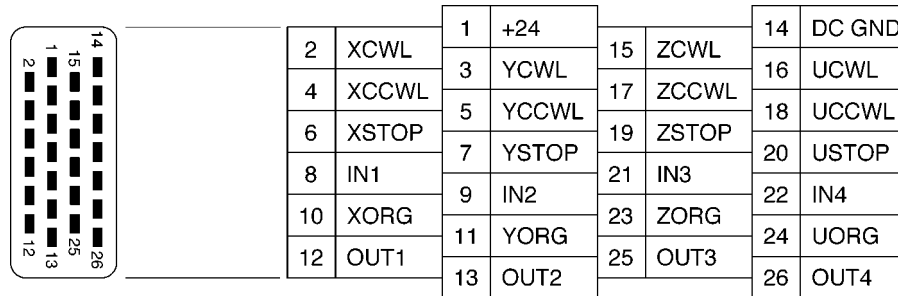 14
1
15
2
12
13
25
26
1 +24
14 DC GND
2 XCWL
15 ZCWL
3 YCWL
16 UCWL
4 XCCWL
17 ZCCWL
5 YCCWL
18 UCCWL
6 XSTOP
19 ZSTOP
7 YSTOP
20 USTOP
8 IN1
21 IN3
9 IN2
22 IN4
10 XORG
23 ZORG
11 YORG
24 UORG
12 OUT1
25 OUT3
13 OUT2
26 OUT4